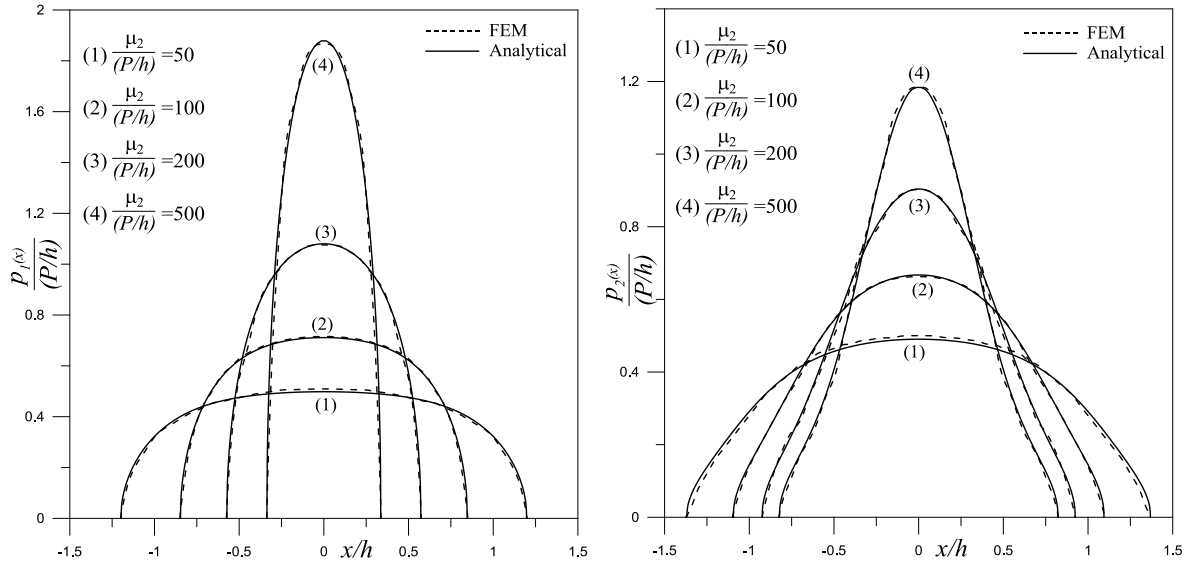 2
1.6
1.2
0.8
0.4
0
p₁(x)
(P/h)
(1) μ₂
(P/h) =50
(2) μ₂
(P/h) =100
(3) μ₂
(P/h) =200
(4) μ₂
(P/h) =500
FEM
Analytical
(4)
(3)
(2)
(1)
-1.5 -1 -0.5 0 0.5 1 1.5
x/h
1.2
0.8
0.4
0
p₂(x)
(P/h)
(1) μ₂
(P/h) =50
(2) μ₂
(P/h) =100
(3) μ₂
(P/h) =200
(4) μ₂
(P/h) =500
FEM
Analytical
(4)
(3)
(2)
(1)
-1.5 -1 -0.5 0 0.5 1 1.5
x/h